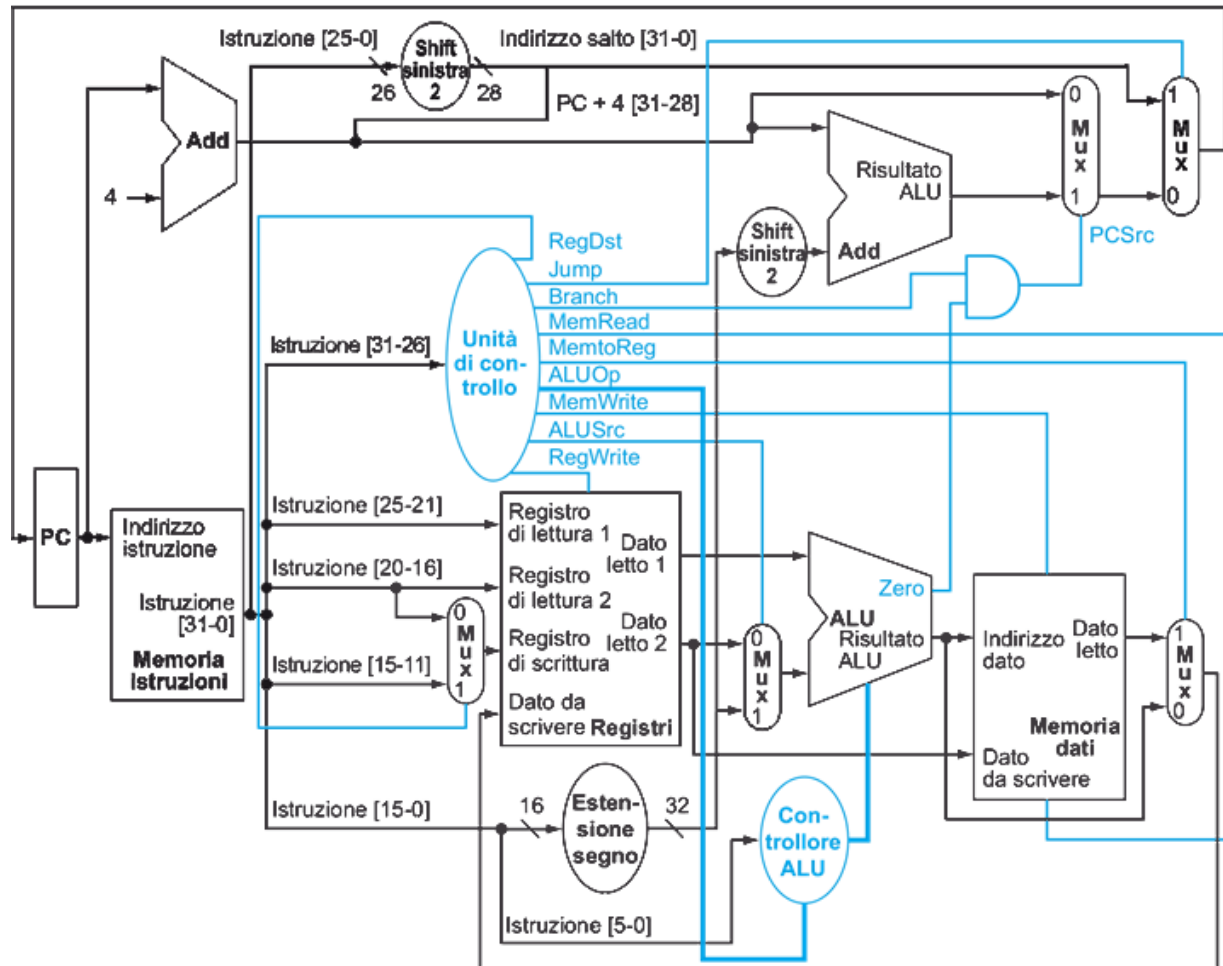 Istruzione [25-0]
Shift
sinistra
2
26
28
Indirizzo salto [31-0]
PC + 4 [31-28]
Add
4
0
M
u
x
1
1
M
u
x
0
Risultato
ALU
Add
Shift
sinistra
2
PCSrc
RegDst
Jump
Branch
MemRead
MemtoReg
ALUOp
MemWrite
ALUSrc
RegWrite
Unità
di con-
trollo
Istruzione [31-26]
PC
Indirizzo
istruzione
Istruzione
[31-0]
Memoria
istruzioni
Istruzione [25-21]
Istruzione [20-16]
Istruzione [15-11]
0
M
u
x
1
Registro
di lettura 1
Registro
di lettura 2
Registro
di scrittura
Dato da
scrivere
Registri
Dato
letto 1
Dato
letto 2
0
M
u
x
1
Zero
ALU
Risultato
ALU
Indirizzo
dato
Dato
letto
Memoria
dati
Dato
da scrivere
1
M
u
x
0
Istruzione [15-0]
16
Esten-
sione
segno
32
Con-
trollore
ALU
Istruzione [5-0]